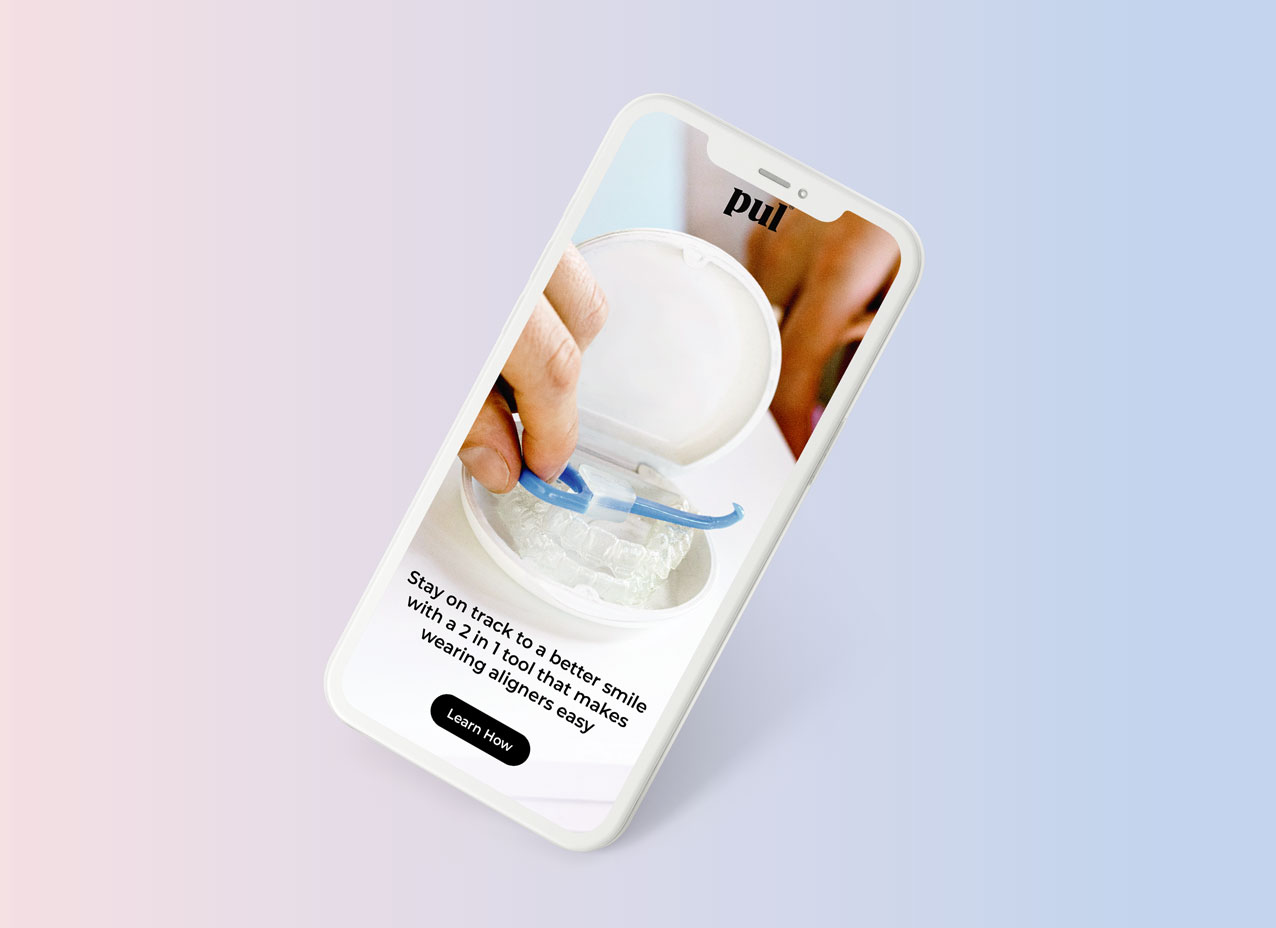 pul
Stay on track to a better smile
with a 2 in 1 tool that makes
wearing aligners easy
Learn How